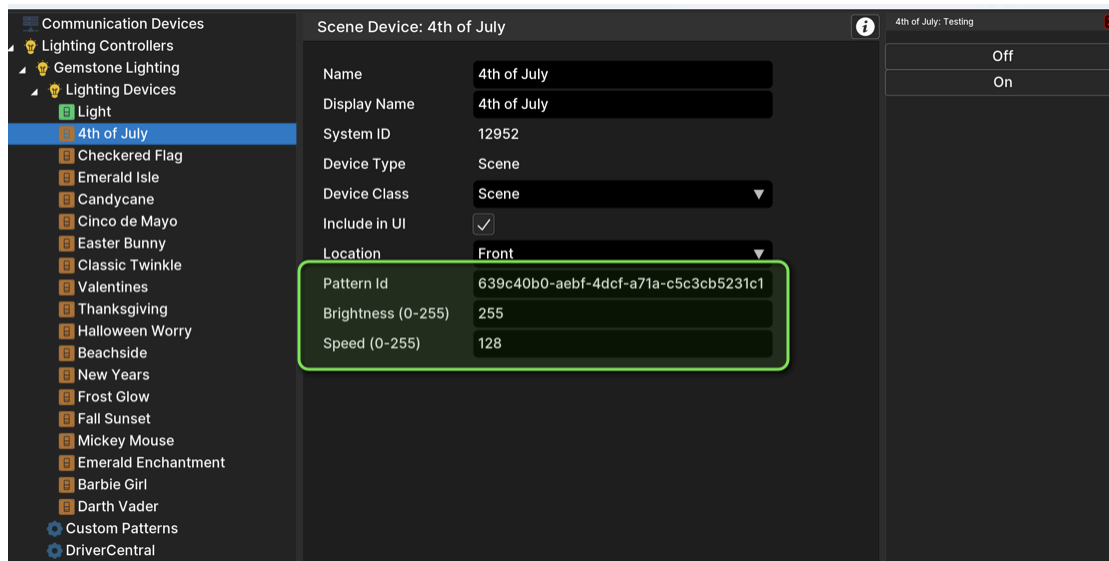 Communication Devices
Lighting Controllers
Gemstone Lighting
Lighting Devices
Light
4th of July
Checkered Flag
Emerald Isle
Candycane
Cinco de Mayo
Easter Bunny
Classic Twinkle
Valentines
Thanksgiving
Halloween Worry
Beachside
New Years
Frost Glow
Fall Sunset
Mickey Mouse
Emerald Enchantment
Barbie Girl
Darth Vader
Custom Patterns
DriverCentral
Scene Device: 4th of July
Name 4th of July
Display Name 4th of July
System ID 12952
Device Type Scene
Device Class Scene
Include in UI
Location Front
Pattern Id 639c40b0-aebf-4dcf-a71a-c5c3cb5231c1
Brightness (0-255) 255
Speed (0-255) 128
4th of July: Testing
Off
On